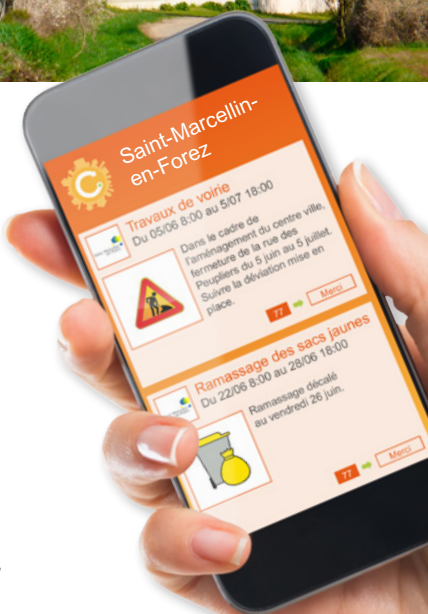 Saint-Marcellin-
en-Forez
Travaux de voirie
Du 05/06 8:00 au 5/07 18:00
Dans le cadre de
l'aménagement du centre ville,
fermeture de la rue des
Peupliers du 5 juin au 5 juillet.
Suivre la déviation mise en
place.
77
Merci
Ramassage des sacs jaunes
Du 22/06 8:00 au 28/06 18:00
Ramassage décalé
au vendredi 26 juin.
77
Merci